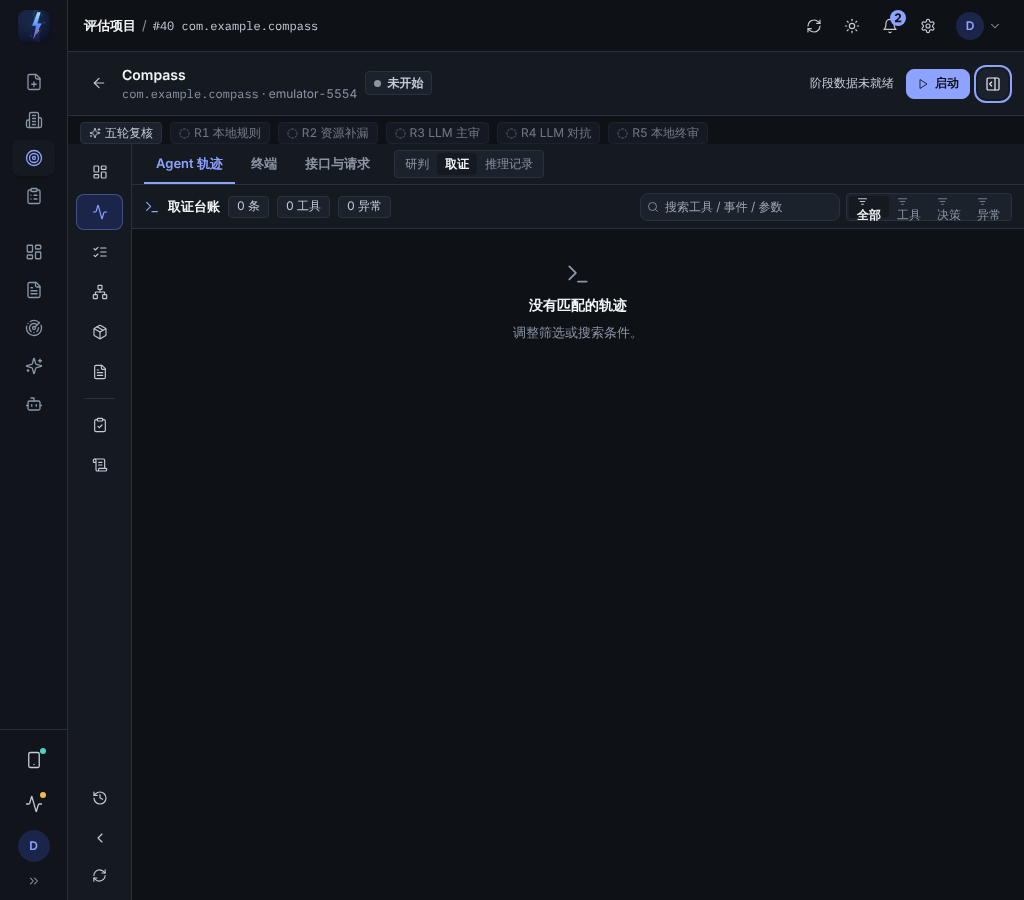 评估项目 / #40 com.example.compass
2
D
Compass
com.example.compass · emulator-5554
未开始
阶段数据未就绪
启动
五轮复核
R1 本地规则
R2 资源补漏
R3 LLM 主审
R4 LLM 对抗
R5 本地终审
Agent 轨迹
终端
接口与请求
研判
取证
推理记录
取证台账
0 条
0 工具
0 异常
搜索工具 / 事件 / 参数
全部
工具
决策
异常
没有匹配的轨迹
调整筛选或搜索条件。
D